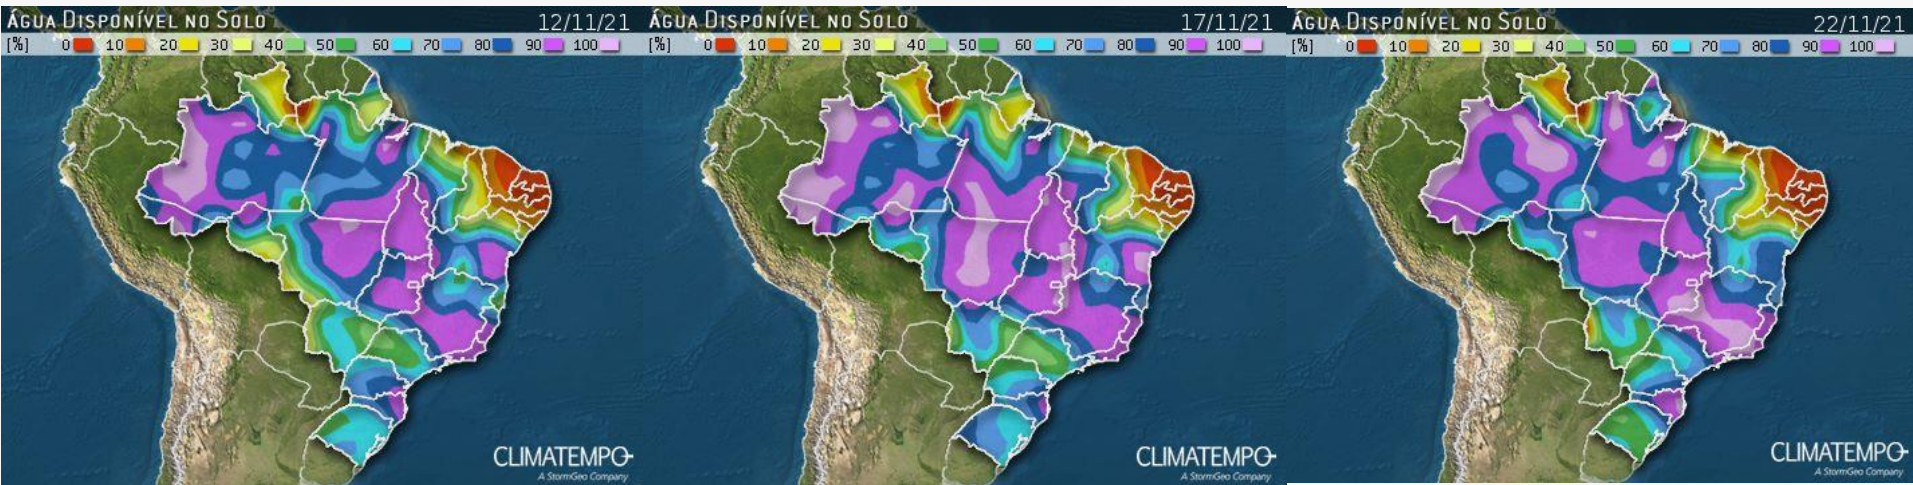 ÁGUA DISPONÍVEL NO SOLO 12/11/21
[%] 0 10 20 30 40 50 60 70 80 90 100
CLIMATEMPO
A StormGeo Company
ÁGUA DISPONÍVEL NO SOLO 17/11/21
[%] 0 10 20 30 40 50 60 70 80 90 100
CLIMATEMPO
A StormGeo Company
ÁGUA DISPONÍVEL NO SOLO 22/11/21
[%] 0 10 20 30 40 50 60 70 80 90 100
CLIMATEMPO
A StormGeo Company